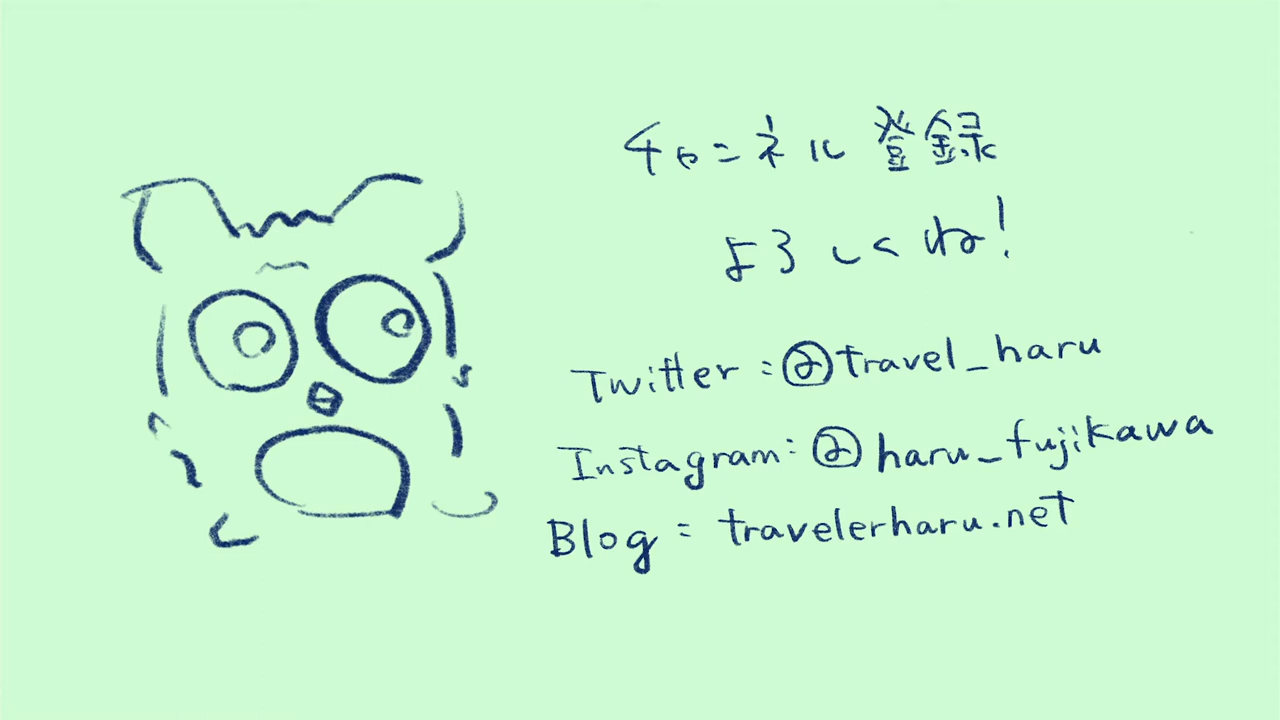 チャンネル登録
よろしくね!
Twitter:@travel_haru
Instagram:@haru_fujikawa
Blog:travelerharu.net